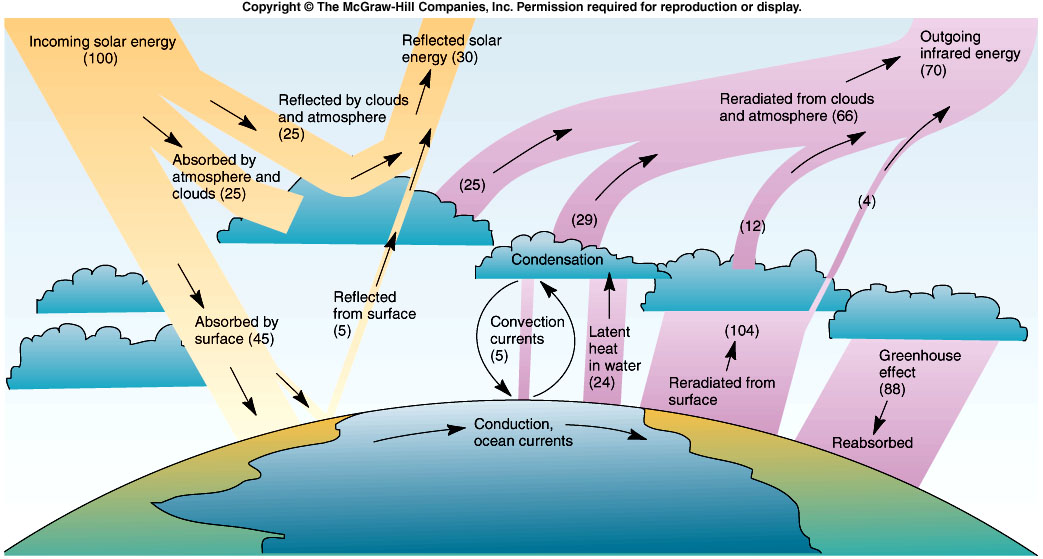 Copyright © The McGraw-Hill Companies, Inc. Permission required for reproduction or display.
Incoming solar energy
(100)
Reflected solar
energy (30)
Outgoing
infrared energy
(70)
Reflected by clouds
and atmosphere
(25)
Reradiated from clouds
and atmosphere (66)
Absorbed by
atmosphere and
clouds (25)
(25)
(29)
(12)
(4)
Condensation
Reflected
from surface
(5)
Absorbed by
surface (45)
Convection
currents
(5)
Latent
heat
in water
(24)
(104)
Reradiated from
surface
Greenhouse
effect
(88)
Reabsorbed
Conduction,
ocean currents